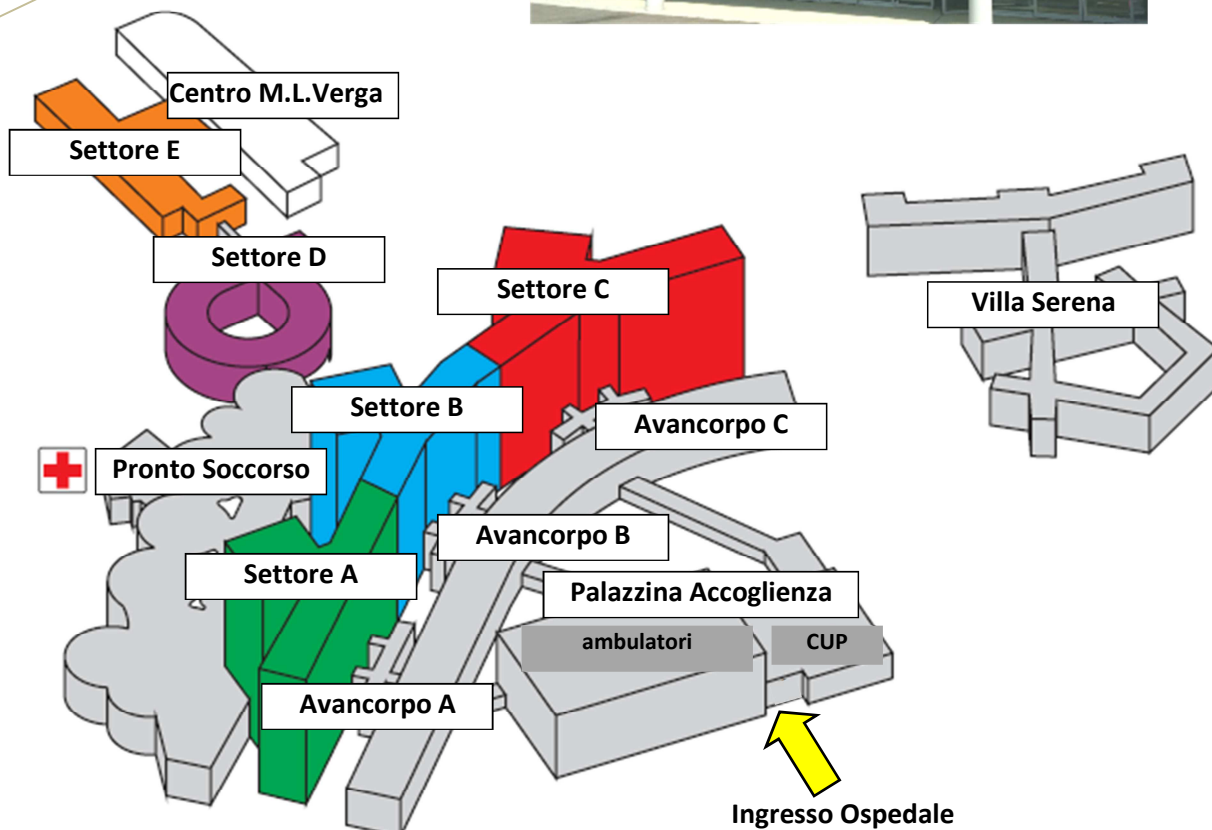 Centro M.L.Verga
Settore E
Settore D
Settore C
Villa Serena
Settore B
Avancorpo C
Pronto Soccorso
Avancorpo B
Settore A
Palazzina Accoglienza
ambulatori
CUP
Avancorpo A
Ingresso Ospedale